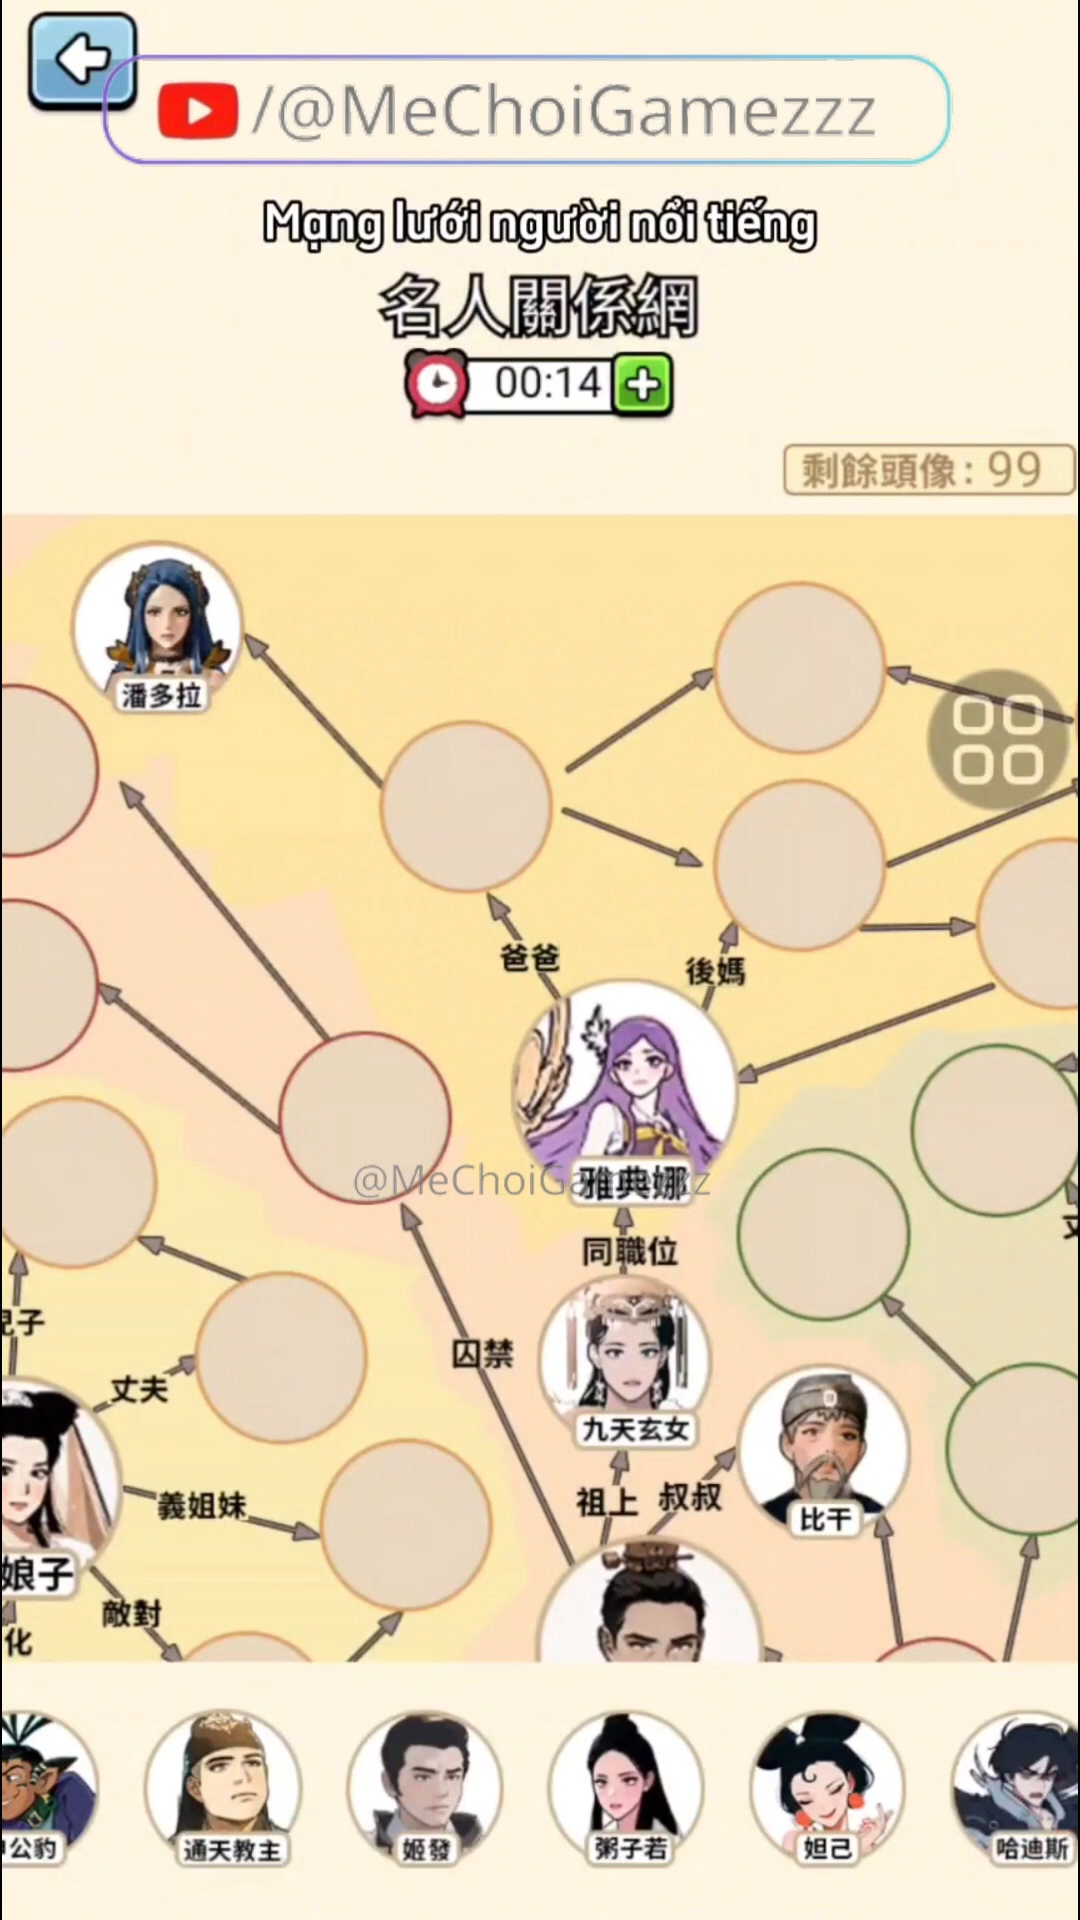 /@MeChoiGamezzz
Mạng lưới người nổi tiếng
名人關係網
00:14
剩餘頭像：99
潘多拉
爸爸
後媽
@MeChoiGamezzz
雅典娜
同職位
兒子
囚禁
丈夫
九天玄女
義姐妹
祖上
叔叔
比干
娘子
敵對
化
公豹
通天教主
姬發
粥子若
妲己
哈迪斯